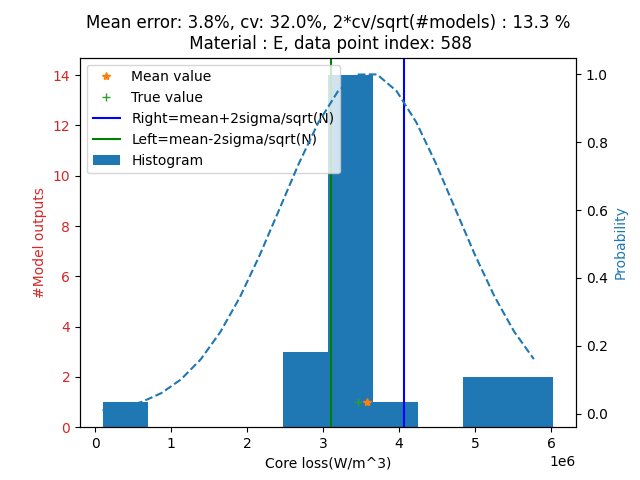 Mean error: 3.8%, cv: 32.0%, 2*cv/sqrt(#models) : 13.3 %
Material : E, data point index: 588
Mean value
True value
Right=mean+2sigma/sqrt(N)
Left=mean-2sigma/sqrt(N)
Histogram
#Model outputs
14
12
10
8
6
4
2
0
1.0
0.8
0.6
0.4
0.2
0.0
Probability
0 1 2 3 4 5 6
1e6
Core loss(W/m^3)